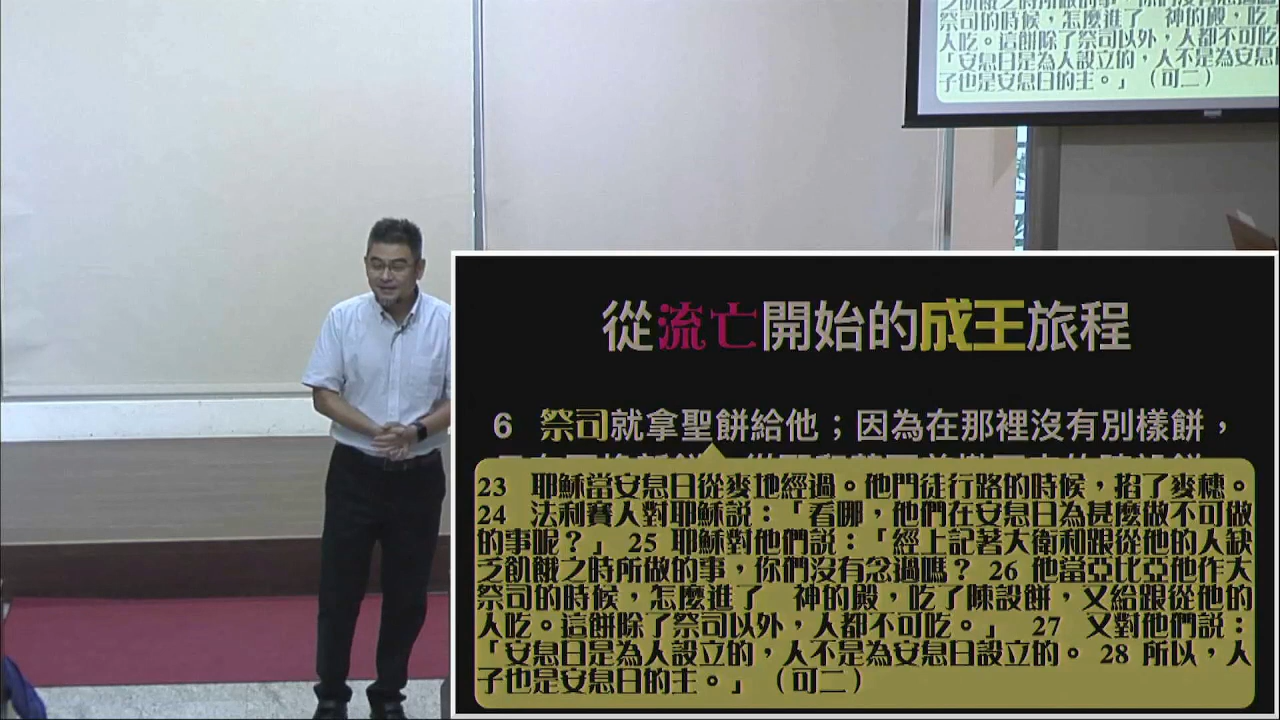 祭司的時候，怎麼進了　神的殿，吃
人吃。這餅除了祭司以外，人都不可吃
「安息日是為人設立的，人不是為安息
子也是安息日的主。」（可二）
從流亡開始的成王旅程
6 祭司就拿聖餅給他；因為在那裡沒有別樣餅，
23 耶穌當安息日從麥地經過。他門徒行路的時候，掐了麥穗。
24 法利賽人對耶穌說：「看哪，他們在安息日為甚麼做不可做
的事呢？」 25 耶穌對他們說：「經上記著大衛和跟從他的人缺
乏飢餓之時所做的事，你們沒有念過嗎？ 26 他當亞比亞他作大
祭司的時候，怎麼進了　神的殿，吃了陳設餅，又給跟從他的
人吃。這餅除了祭司以外，人都不可吃。」 27 又對他們說：
「安息日是為人設立的，人不是為安息日設立的。 28 所以，人
子也是安息日的主。」（可二）